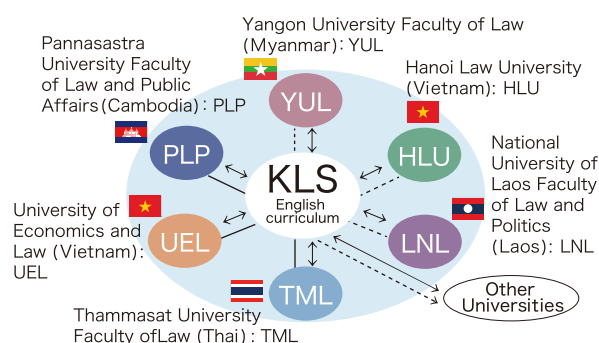 Yangon University Faculty of Law
(Myanmar): YUL
Pannasastra
University Faculty
of Law and Public
Affairs (Cambodia): PLP
Hanoi Law University
(Vietnam): HLU
YUL
PLP
HLU
National
University of
Laos Faculty
of Law and
Politics
(Laos): LNL
KLS
English
curriculum
University of
Economics and
Law (Vietnam):
UEL
UEL
LNL
TML
Other
Universities
Thammasat University
Faculty ofLaw (Thai): TML